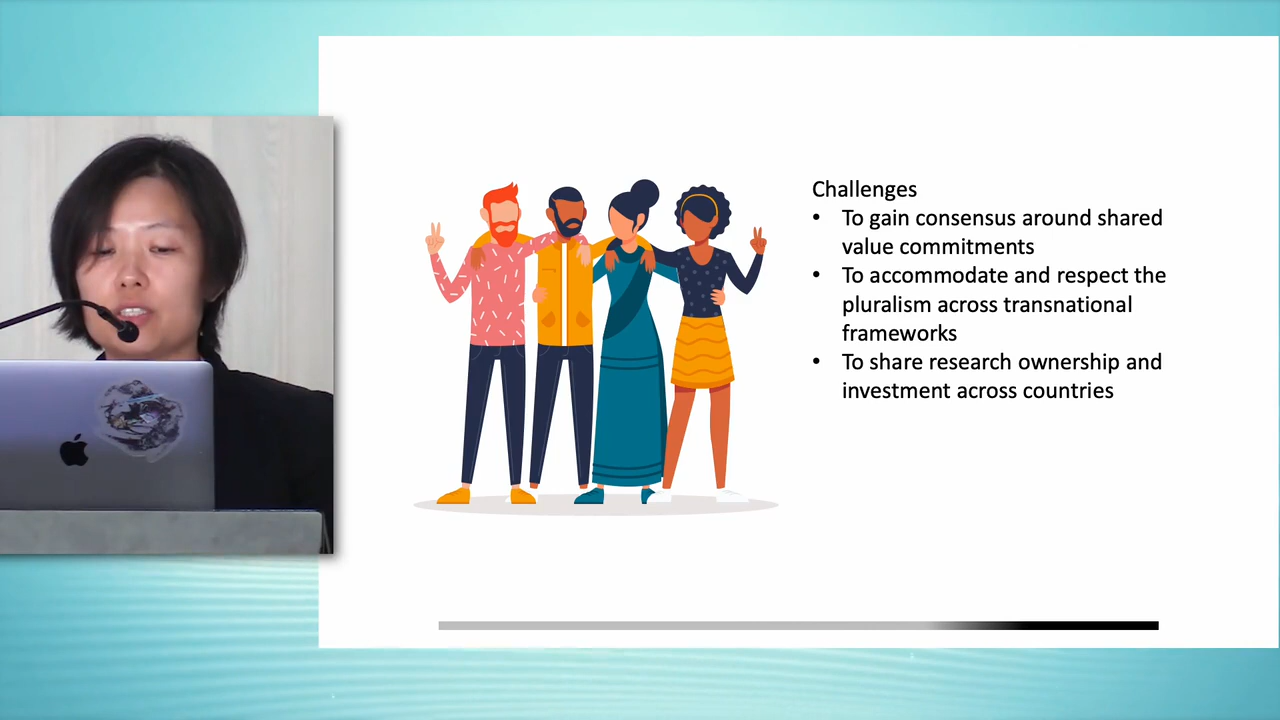 Challenges
• To gain consensus around shared
value commitments
• To accommodate and respect the
pluralism across transnational
frameworks
• To share research ownership and
investment across countries